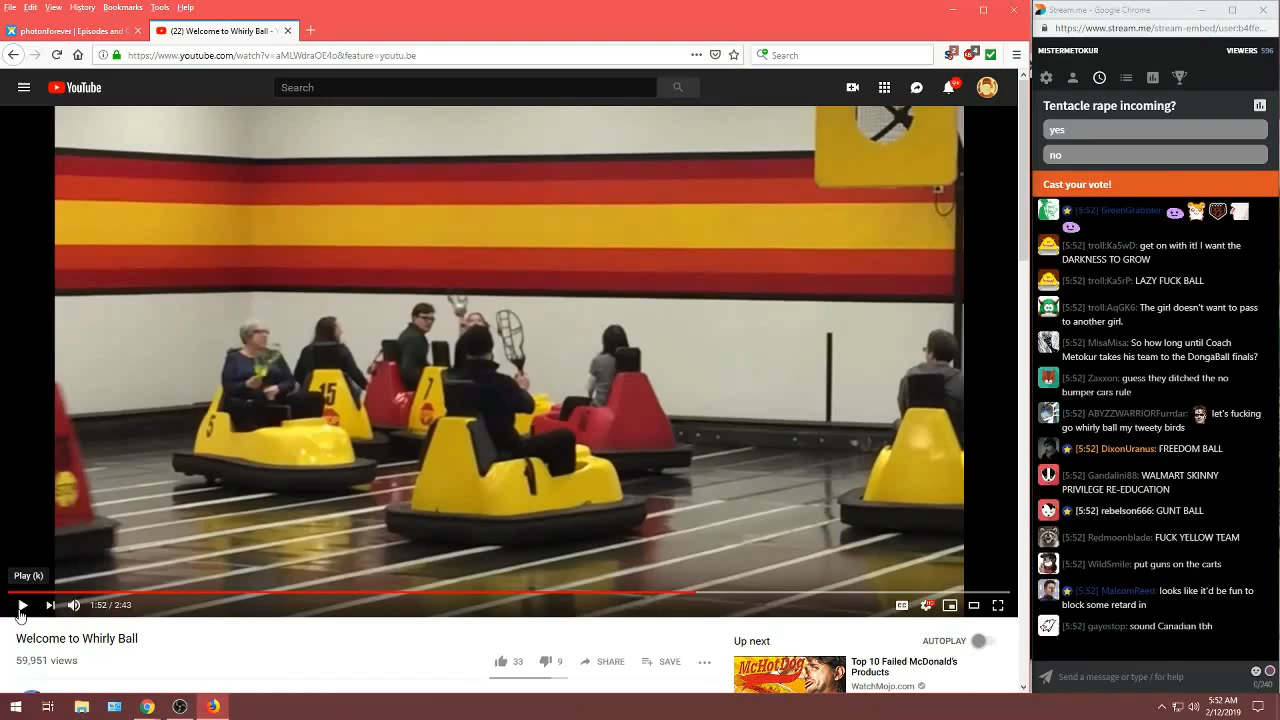 File Edit View History Bookmarks Tools Help
photonforever | Episodes and
(22) Welcome to Whirly Ball - 
https://www.youtube.com/watch?v=aMLWdraOE4o&feature=youtu.be
Search
YouTube
Search
9+
5
15
7
1
Play (k)
1:52 / 2:43
CC
HD
Welcome to Whirly Ball
59,951 views
33
9
SHARE
SAVE
Up next
AUTOPLAY
McHotDog
Top 10 Failed McDonald's
Products
WatchMojo.com
Stream.me - Google Chrome
https://www.stream.me/stream-embed/user:b4ffe...
MISTERMETOKUR
VIEWERS 596
Tentacle rape incoming?
yes
no
Cast your vote!
[5:52] GreenGrabbler:
[5:52] troll:Ka5wD: get on with it! I want the
DARKNESS TO GROW
[5:52] troll:Ka5rP: LAZY FUCK BALL
[5:52] troll:AqGK6: The girl doesn't want to pass
to another girl.
[5:52] MisaMisa: So how long until Coach
Metokur takes his team to the DongaBall finals?
[5:52] Zaxxon: guess they ditched the no
bumper cars rule
[5:52] ABYZZWARRIORFurrdar: let's fucking
go whirly ball my tweety birds
[5:52] DixonUranus: FREEDOM BALL
[5:52] Gandalini88: WALMART SKINNY
PRIVILEGE RE-EDUCATION
[5:52] rebelson666: GUNT BALL
[5:52] Redmoonblade: FUCK YELLOW TEAM
[5:52] WildSmile: put guns on the carts
[5:52] MalcomReed: looks like it'd be fun to
block some retard in
[5:52] gayestop: sound Canadian tbh
Send a message or type / for help
0/240
5:52 AM
2/12/2019